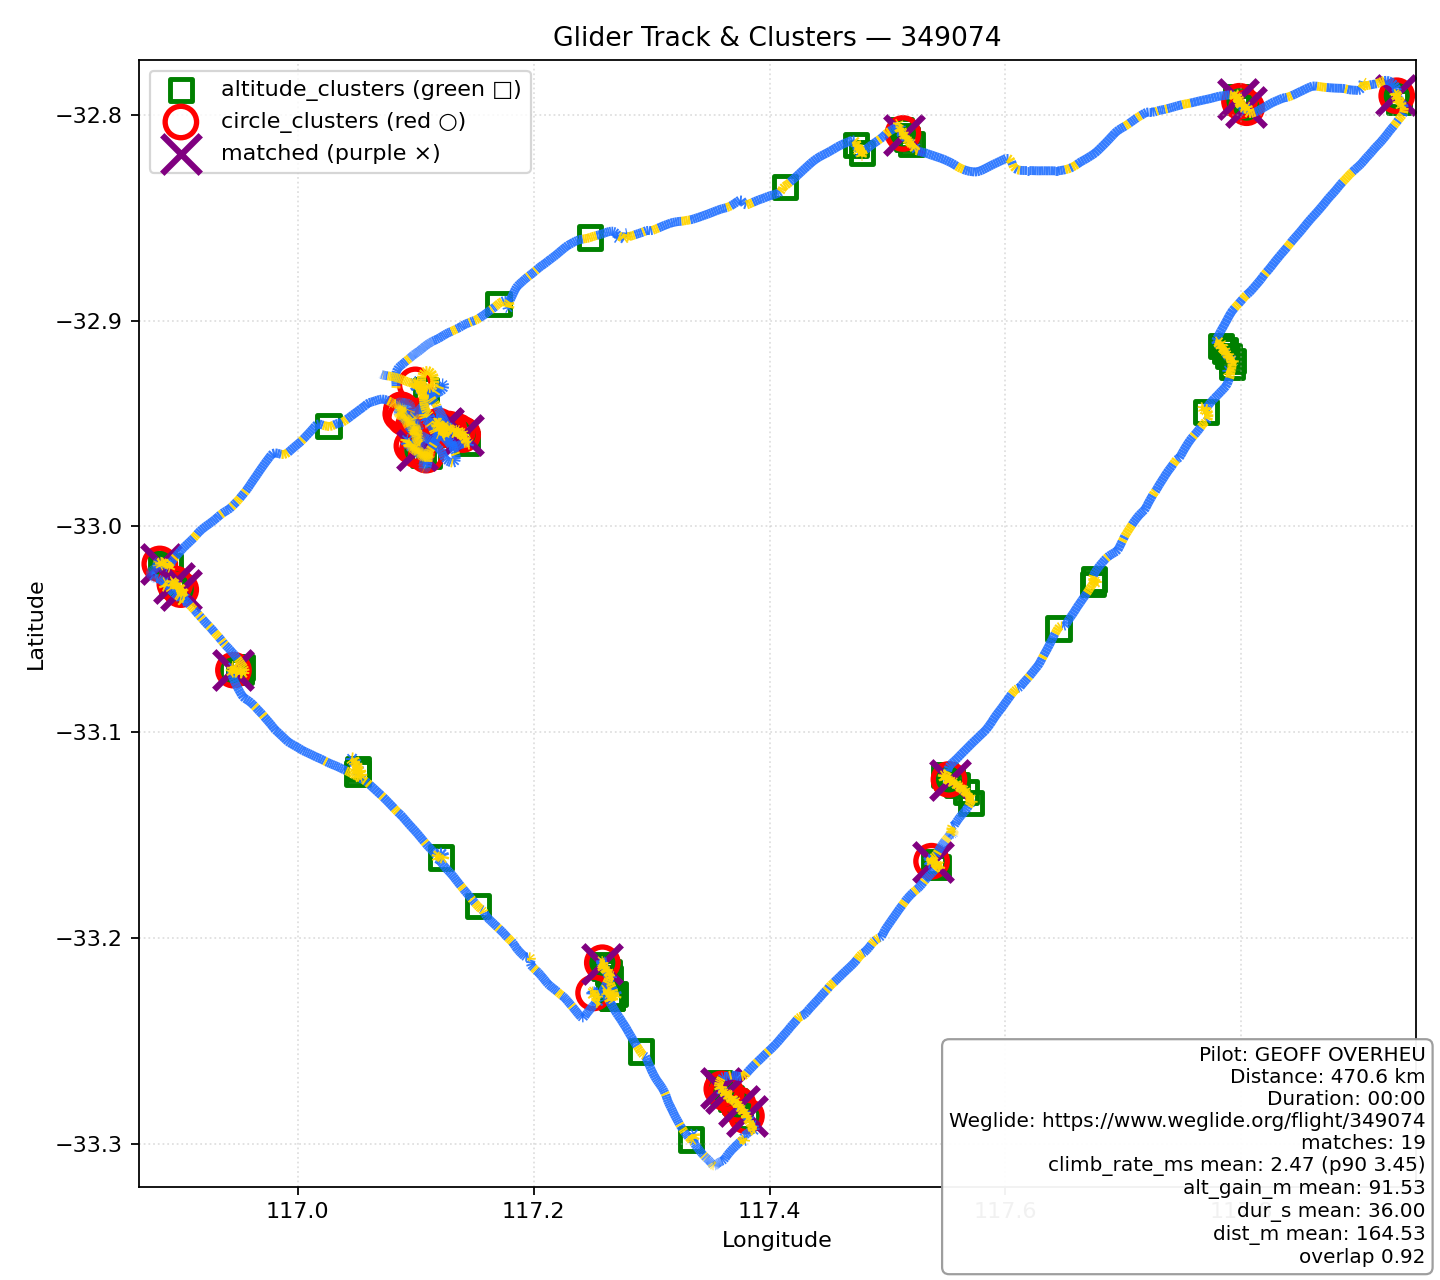 Glider Track & Clusters — 349074
altitude_clusters (green □)
circle_clusters (red ○)
matched (purple ×)
−32.8
−32.9
−33.0
−33.1
−33.2
−33.3
Latitude
117.0
117.2
117.4
117.6
Longitude
Pilot: GEOFF OVERHEU
Distance: 470.6 km
Duration: 00:00
Weglide: https://www.weglide.org/flight/349074
matches: 19
climb_rate_ms mean: 2.47 (p90 3.45)
alt_gain_m mean: 91.53
dur_s mean: 36.00
dist_m mean: 164.53
overlap 0.92